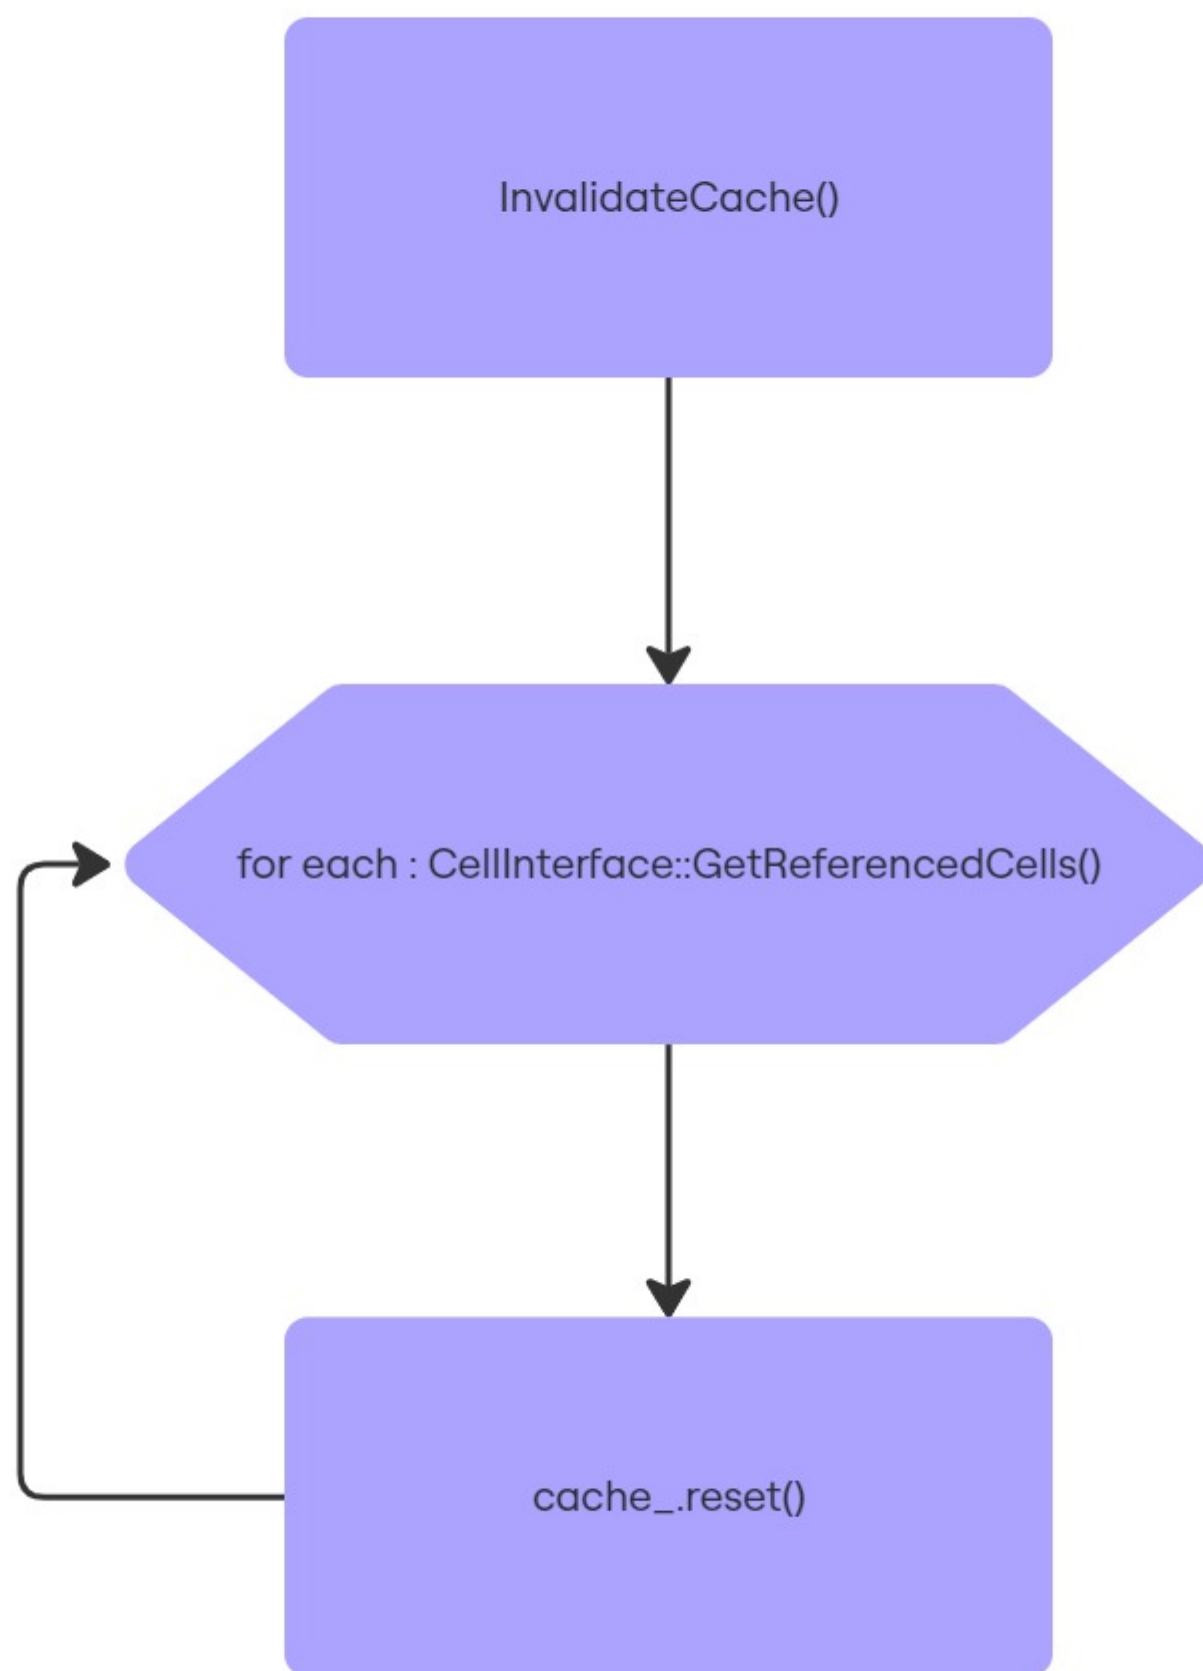 InvalidateCache()
for each : CellInterface::GetReferencedCells()
cache_.reset()